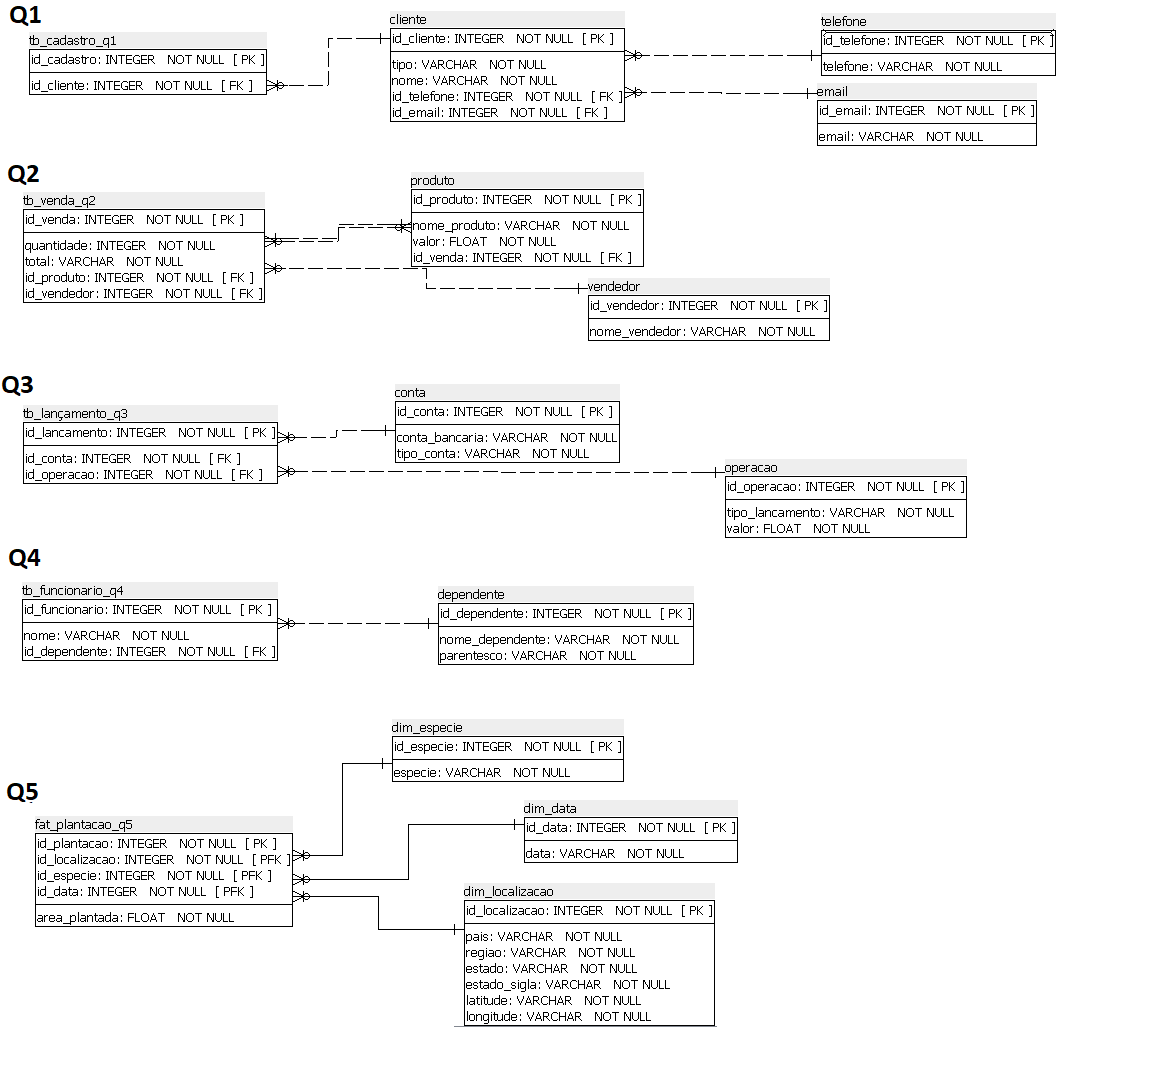 Q1
tb_cadastro_q1
id_cadastro: INTEGER NOT NULL [ PK ]
id_cliente: INTEGER NOT NULL [ FK ]
cliente
id_cliente: INTEGER NOT NULL [ PK ]
tipo: VARCHAR NOT NULL
nome: VARCHAR NOT NULL
id_telefone: INTEGER NOT NULL [ FK ]
id_email: INTEGER NOT NULL [ FK ]
telefone
id_telefone: INTEGER NOT NULL [ PK ]
telefone: VARCHAR NOT NULL
email
id_email: INTEGER NOT NULL [ PK ]
email: VARCHAR NOT NULL
Q2
tb_venda_q2
id_venda: INTEGER NOT NULL [ PK ]
quantidade: INTEGER NOT NULL
total: VARCHAR NOT NULL
id_produto: INTEGER NOT NULL [ FK ]
id_vendedor: INTEGER NOT NULL [ FK ]
produto
id_produto: INTEGER NOT NULL [ PK ]
nome_produto: VARCHAR NOT NULL
valor: FLOAT NOT NULL
id_venda: INTEGER NOT NULL [ FK ]
vendedor
id_vendedor: INTEGER NOT NULL [ PK ]
nome_vendedor: VARCHAR NOT NULL
Q3
tb_lançamento_q3
id_lancamento: INTEGER NOT NULL [ PK ]
id_conta: INTEGER NOT NULL [ FK ]
id_operacao: INTEGER NOT NULL [ FK ]
conta
id_conta: INTEGER NOT NULL [ PK ]
conta_bancaria: VARCHAR NOT NULL
tipo_conta: VARCHAR NOT NULL
operacao
id_operacao: INTEGER NOT NULL [ PK ]
tipo_lancamento: VARCHAR NOT NULL
valor: FLOAT NOT NULL
Q4
tb_funcionario_q4
id_funcionario: INTEGER NOT NULL [ PK ]
nome: VARCHAR NOT NULL
id_dependente: INTEGER NOT NULL [ FK ]
dependente
id_dependente: INTEGER NOT NULL [ PK ]
nome_dependente: VARCHAR NOT NULL
parentesco: VARCHAR NOT NULL
Q5
fat_plantacao_q5
id_plantacao: INTEGER NOT NULL [ PK ]
id_localizacao: INTEGER NOT NULL [ PFK ]
id_especie: INTEGER NOT NULL [ PFK ]
id_data: INTEGER NOT NULL [ PFK ]
area_plantada: FLOAT NOT NULL
dim_especie
id_especie: INTEGER NOT NULL [ PK ]
especie: VARCHAR NOT NULL
dim_data
id_data: INTEGER NOT NULL [ PK ]
data: VARCHAR NOT NULL
dim_localizacao
id_localizacao: INTEGER NOT NULL [ PK ]
pais: VARCHAR NOT NULL
regiao: VARCHAR NOT NULL
estado: VARCHAR NOT NULL
estado_sigla: VARCHAR NOT NULL
latitude: VARCHAR NOT NULL
longitude: VARCHAR NOT NULL